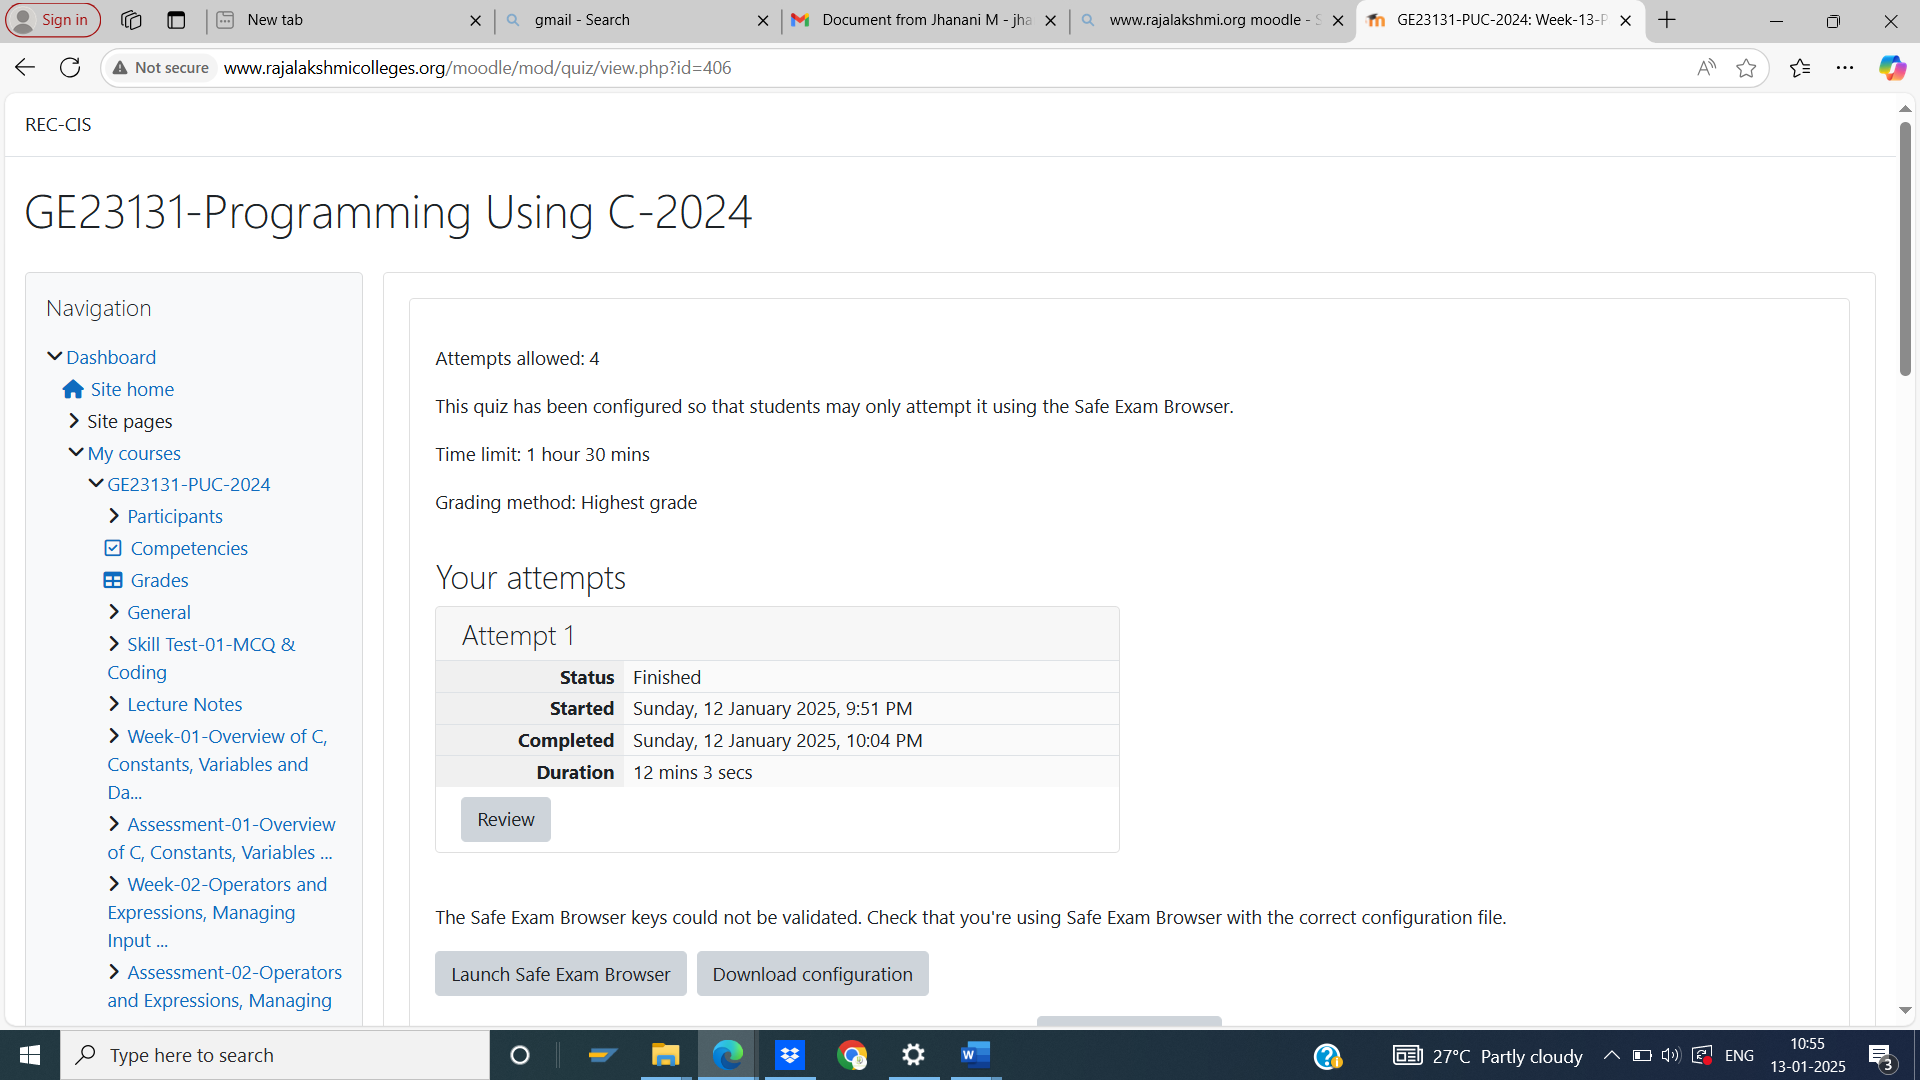 Sign in
New tab
gmail - Search
Document from Jhanani M - jha
www.rajalakshmi.org moodle - S
GE23131-PUC-2024: Week-13-P
Not secure
www.rajalakshmicolleges.org/moodle/mod/quiz/view.php?id=406
REC-CIS
GE23131-Programming Using C-2024
Navigation
Dashboard
Site home
Site pages
My courses
GE23131-PUC-2024
Participants
Competencies
Grades
General
Skill Test-01-MCQ &
Coding
Lecture Notes
Week-01-Overview of C,
Constants, Variables and
Da...
Assessment-01-Overview
of C, Constants, Variables ...
Week-02-Operators and
Expressions, Managing
Input ...
Assessment-02-Operators
and Expressions, Managing
Attempts allowed: 4
This quiz has been configured so that students may only attempt it using the Safe Exam Browser.
Time limit: 1 hour 30 mins
Grading method: Highest grade
Your attempts
Attempt 1
Status Finished
Started Sunday, 12 January 2025, 9:51 PM
Completed Sunday, 12 January 2025, 10:04 PM
Duration 12 mins 3 secs
Review
The Safe Exam Browser keys could not be validated. Check that you're using Safe Exam Browser with the correct configuration file.
Launch Safe Exam Browser
Download configuration
Type here to search
27°C Partly cloudy
ENG
10:55
13-01-2025
3